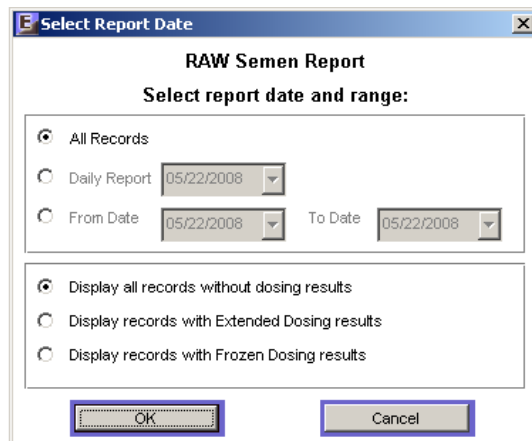 E Select Report Date
RAW Semen Report
Select report date and range:
All Records
Daily Report 05/22/2008
From Date 05/22/2008 To Date 05/22/2008
Display all records without dosing results
Display records with Extended Dosing results
Display records with Frozen Dosing results
OK Cancel